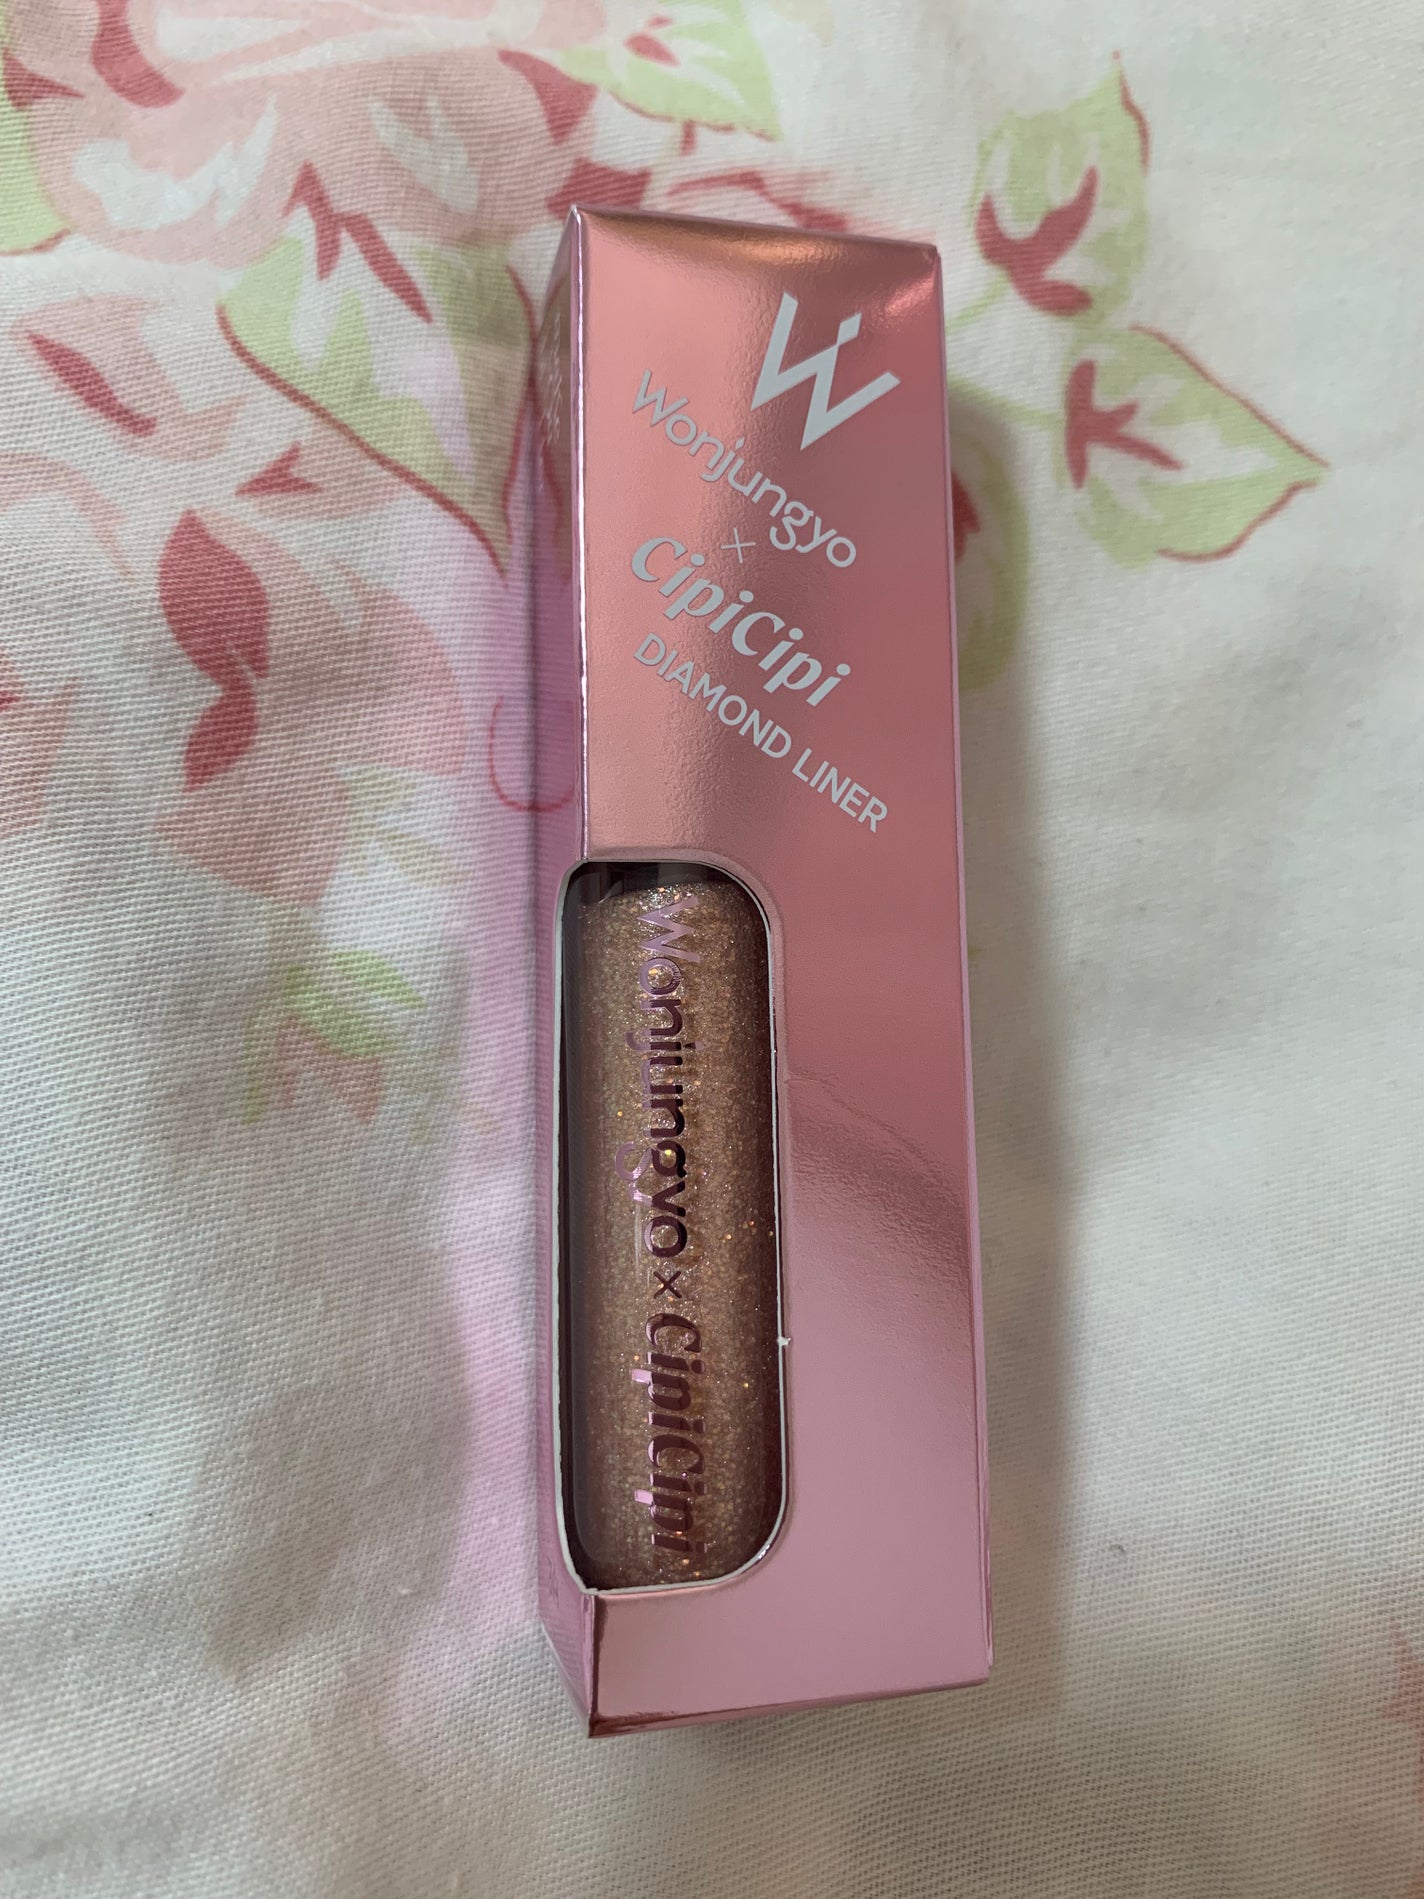 W
Wonjungyo
×
CipiCipi
DIAMOND LINER
Wonjungyo × CipiCipi